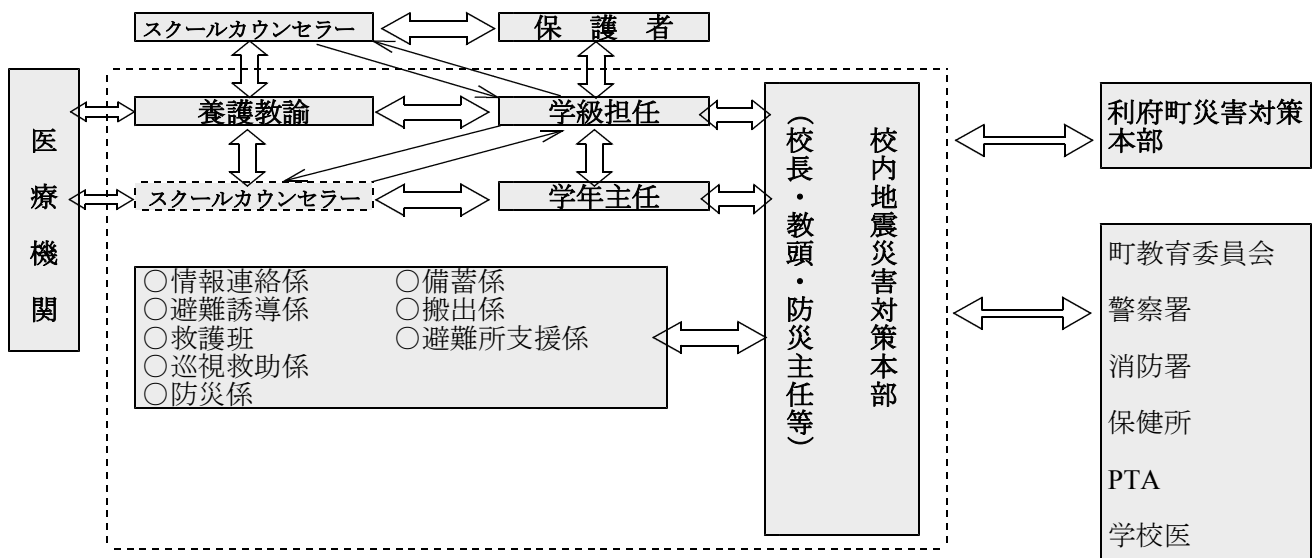 スクールカウンセラー
保　護　者
医療機関
養護教諭
学級担任
スクールカウンセラー
学年主任
○情報連絡係
○避難誘導係
○救護班
○巡視救助係
○防災係
○備蓄係
○搬出係
○避難所支援係
校内地震災害対策本部
（校長・教頭・防災主任等）
利府町災害対策
本部
町教育委員会
警察署
消防署
保健所
PTA
学校医